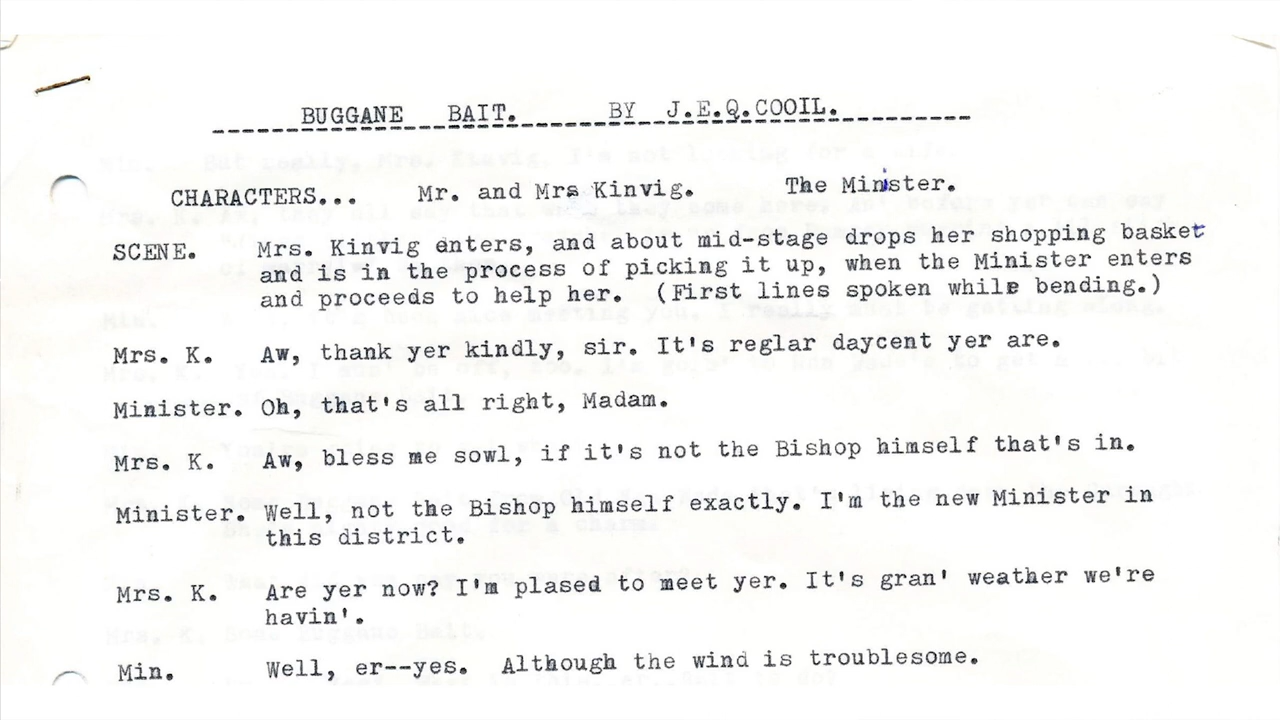 BUGGANE BAIT. BY J.E.Q.COOIL.
CHARACTERS... Mr. and Mrs Kinvig. The Minister.
SCENE. Mrs. Kinvig enters, and about mid-stage drops her shopping basket
and is in the process of picking it up, when the Minister enters
and proceeds to help her. (First lines spoken while bending.)
Mrs. K. Aw, thank yer kindly, sir. It's reglar daycent yer are.
Minister. Oh, that's all right, Madam.
Mrs. K. Aw, bless me sowl, if it's not the Bishop himself that's in.
Minister. Well, not the Bishop himself exactly. I'm the new Minister in
this district.
Mrs. K. Are yer now? I'm plased to meet yer. It's gran' weather we're
havin'.
Min. Well, er--yes. Although the wind is troublesome.